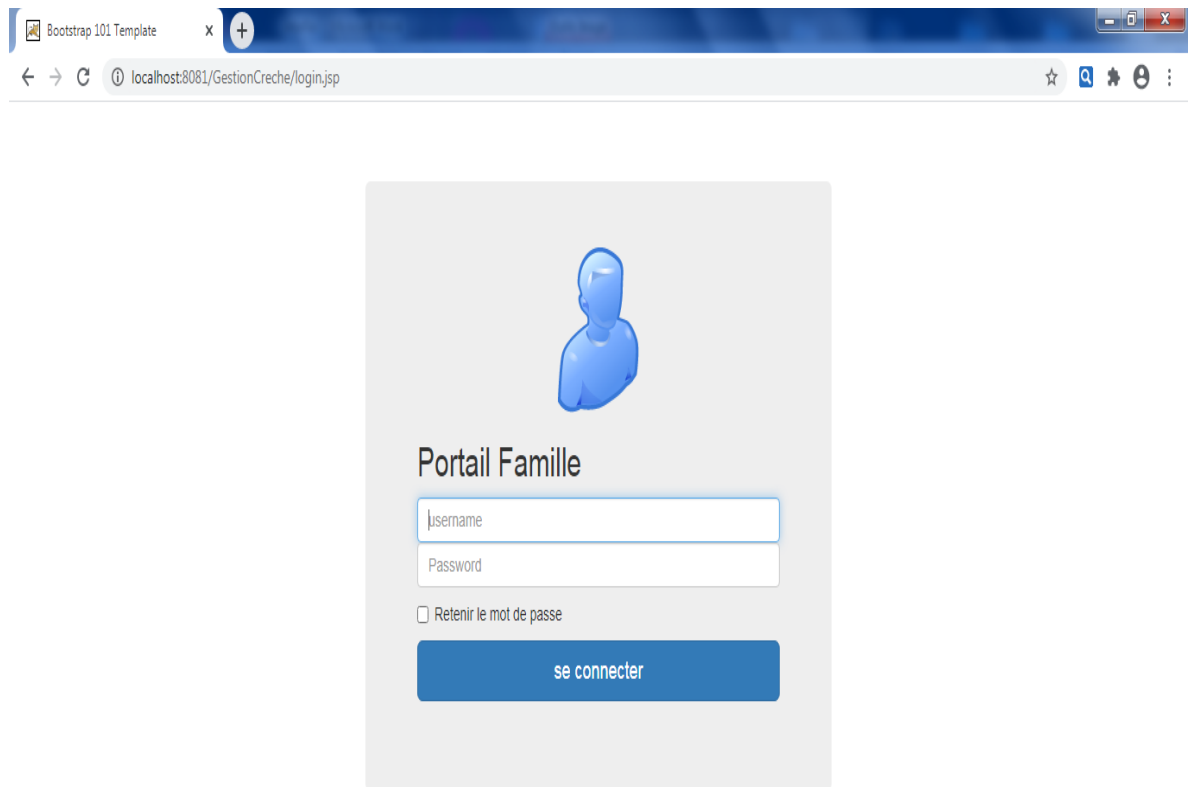 Bootstrap 101 Template
localhost:8081/GestionCreche/login.jsp
Portail Famille
username
Password
Retenir le mot de passe
se connecter